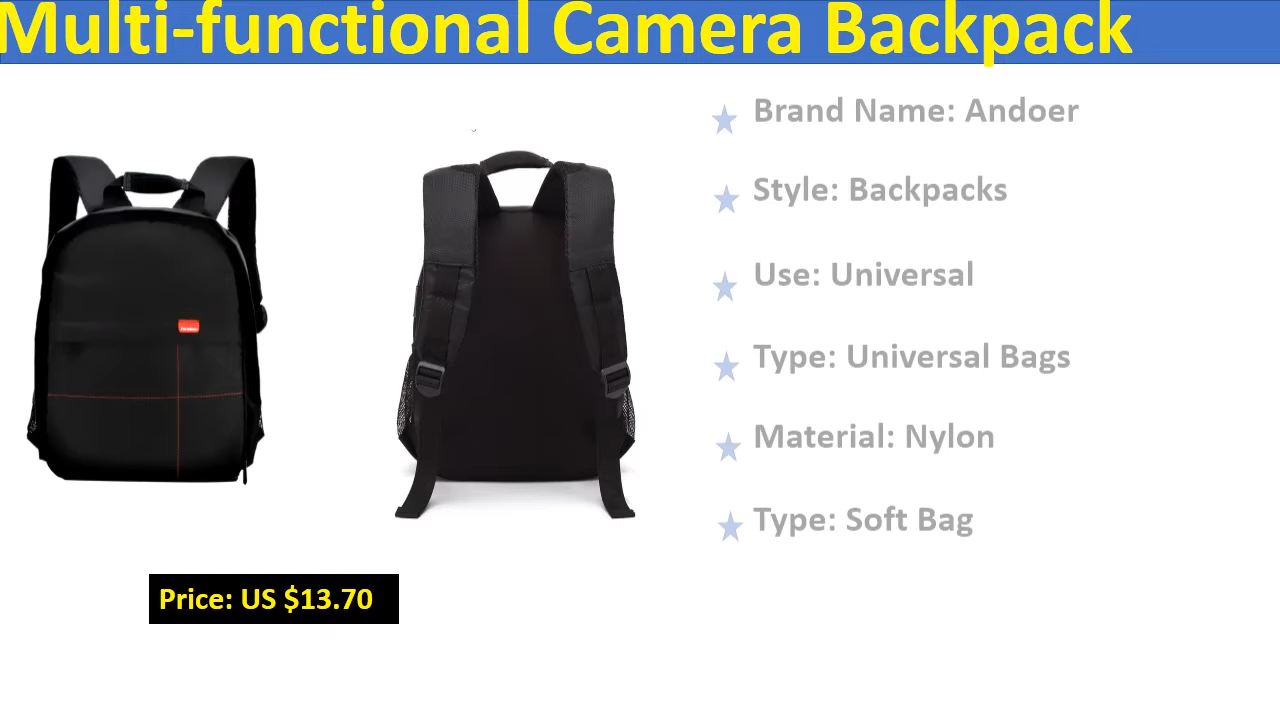 Multi-functional Camera Backpack
Brand Name: Andoer
Style: Backpacks
Use: Universal
Type: Universal Bags
Material: Nylon
Type: Soft Bag
Price: US $13.70